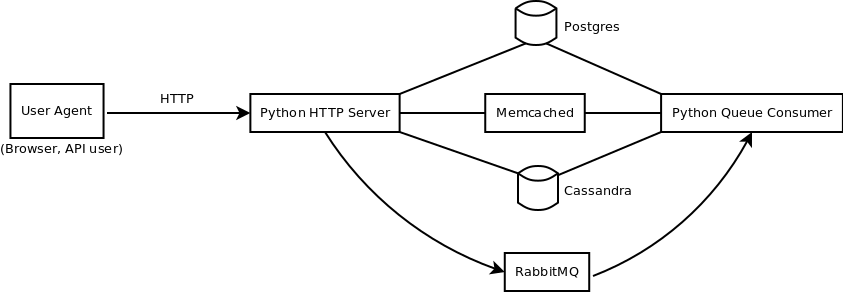 Postgres
HTTP
User Agent
Python HTTP Server
Memcached
Python Queue Consumer
(Browser, API user)
Cassandra
RabbitMQ